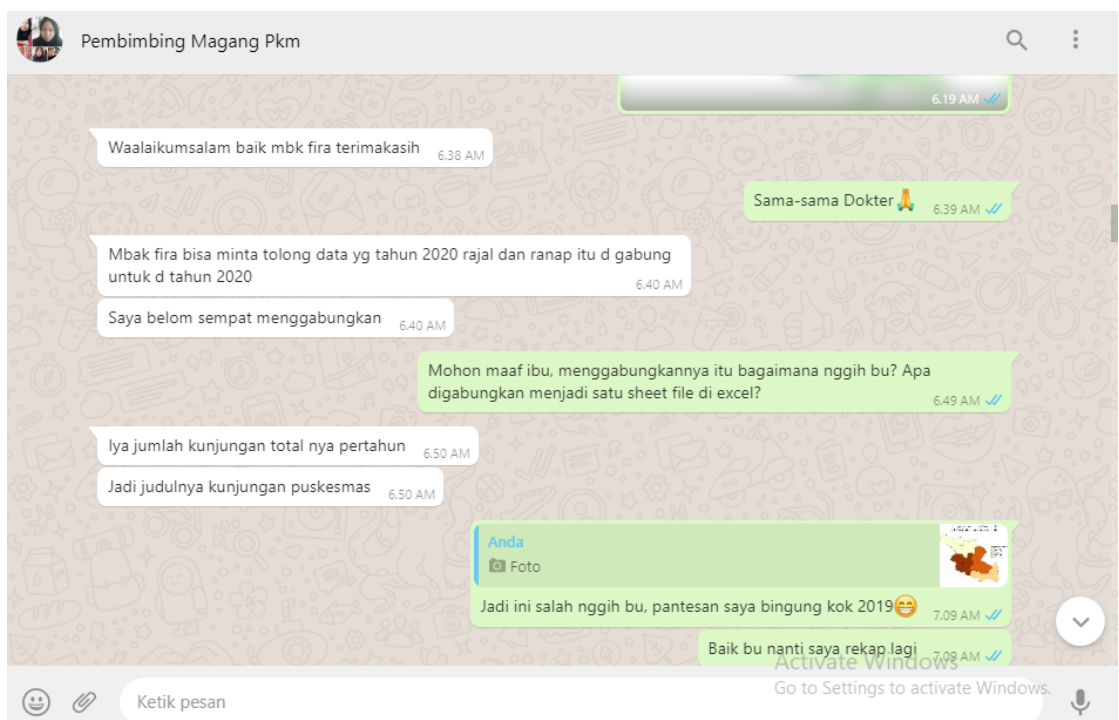 Pembimbing Magang Pkm
6.19 AM
Waalaikumsalam baik mbk fira terimakasih 6.38 AM
Sama-sama Dokter🙏 6.39 AM
Mbak fira bisa minta tolong data yg tahun 2020 rajal dan ranap itu d gabung
untuk d tahun 2020 6.40 AM
Saya belom sempat menggabungkan 6.40 AM
Mohon maaf ibu, menggabungkannya itu bagaimana nggih bu? Apa
digabungkan menjadi satu sheet file di excel? 6.49 AM
Iya jumlah kunjungan total nya pertahun 6.50 AM
Jadi judulnya kunjungan puskesmas 6.50 AM
Anda
Foto
Jadi ini salah nggih bu, pantesan saya bingung kok 2019😁 7.09 AM
Baik bu nanti saya rekap lagi 7.09 AM
Activate Windows
Go to Settings to activate Windows.
Ketik pesan